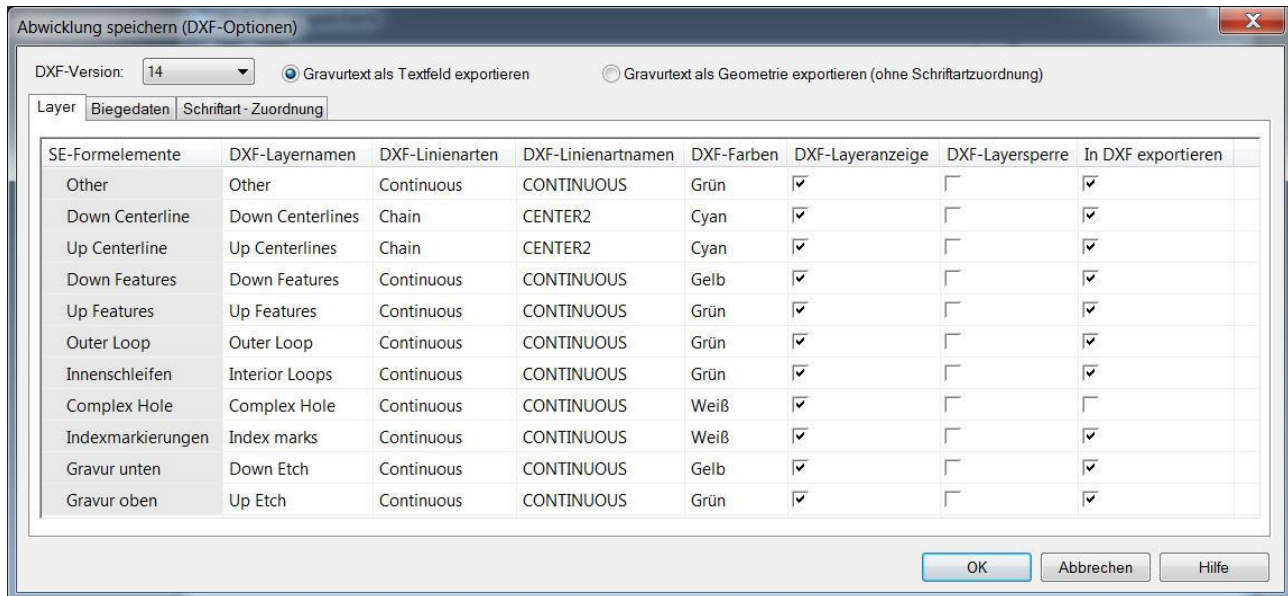 Abwicklung speichern (DXF-Optionen)
DXF-Version: 14 Gravurtext als Textfeld exportieren Gravurtext als Geometrie exportieren (ohne Schriftartzuordnung)
Layer Biegedaten Schriftart - Zuordnung
SE-Formelemente DXF-Layernamen DXF-Linienarten DXF-Linienartnamen DXF-Farben DXF-Layeranzeige DXF-Layersperre In DXF exportieren
Other Other Continuous CONTINUOUS Grün
Down Centerline Down Centerlines Chain CENTER2 Cyan
Up Centerline Up Centerlines Chain CENTER2 Cyan
Down Features Down Features Continuous CONTINUOUS Gelb
Up Features Up Features Continuous CONTINUOUS Grün
Outer Loop Outer Loop Continuous CONTINUOUS Grün
Innenschleifen Interior Loops Continuous CONTINUOUS Grün
Complex Hole Complex Hole Continuous CONTINUOUS Weiß
Indexmarkierungen Index marks Continuous CONTINUOUS Weiß
Gravur unten Down Etch Continuous CONTINUOUS Gelb
Gravur oben Up Etch Continuous CONTINUOUS Grün
OK Abbrechen Hilfe